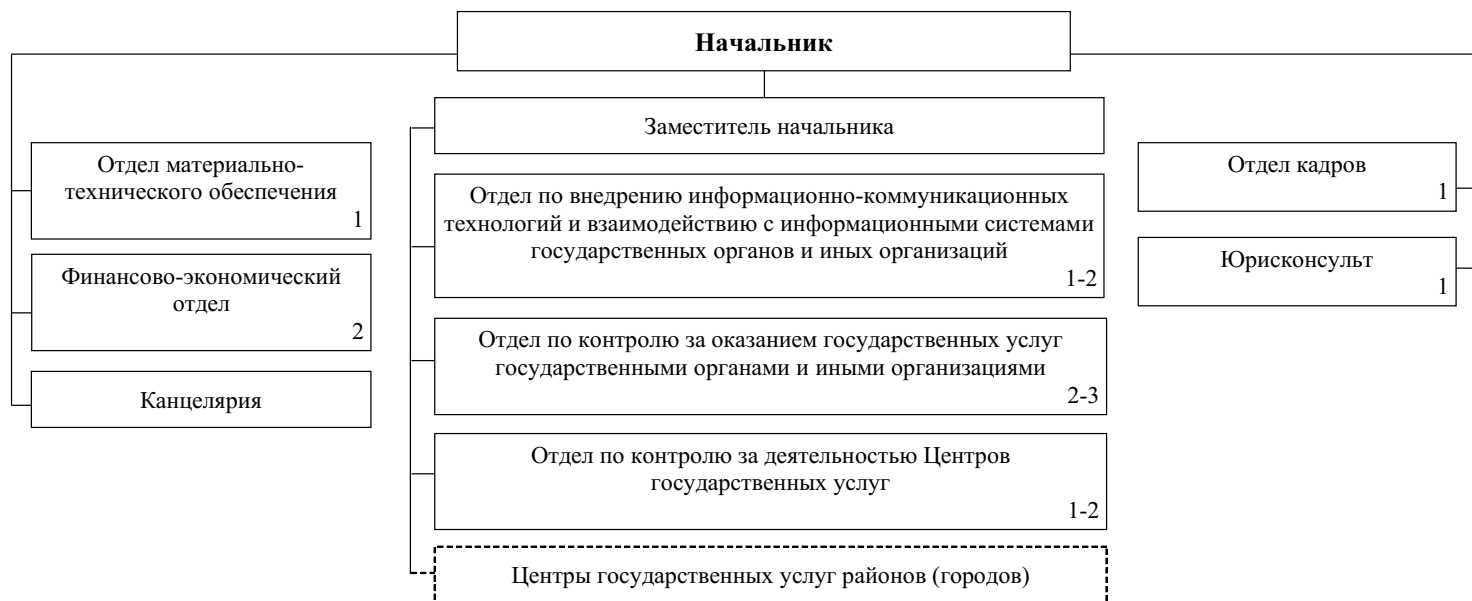 Начальник
Заместитель начальника
Отдел материально-
технического обеспечения
1
Финансово-экономический
отдел
2
Канцелярия
Отдел по внедрению информационно-коммуникационных
технологий и взаимодействию с информационными системами
государственных органов и иных организаций
1-2
Отдел по контролю за оказанием государственных услуг
государственными органами и иными организациями
2-3
Отдел по контролю за деятельностью Центров
государственных услуг
1-2
Центры государственных услуг районов (городов)
Отдел кадров
1
Юрисконсульт
1